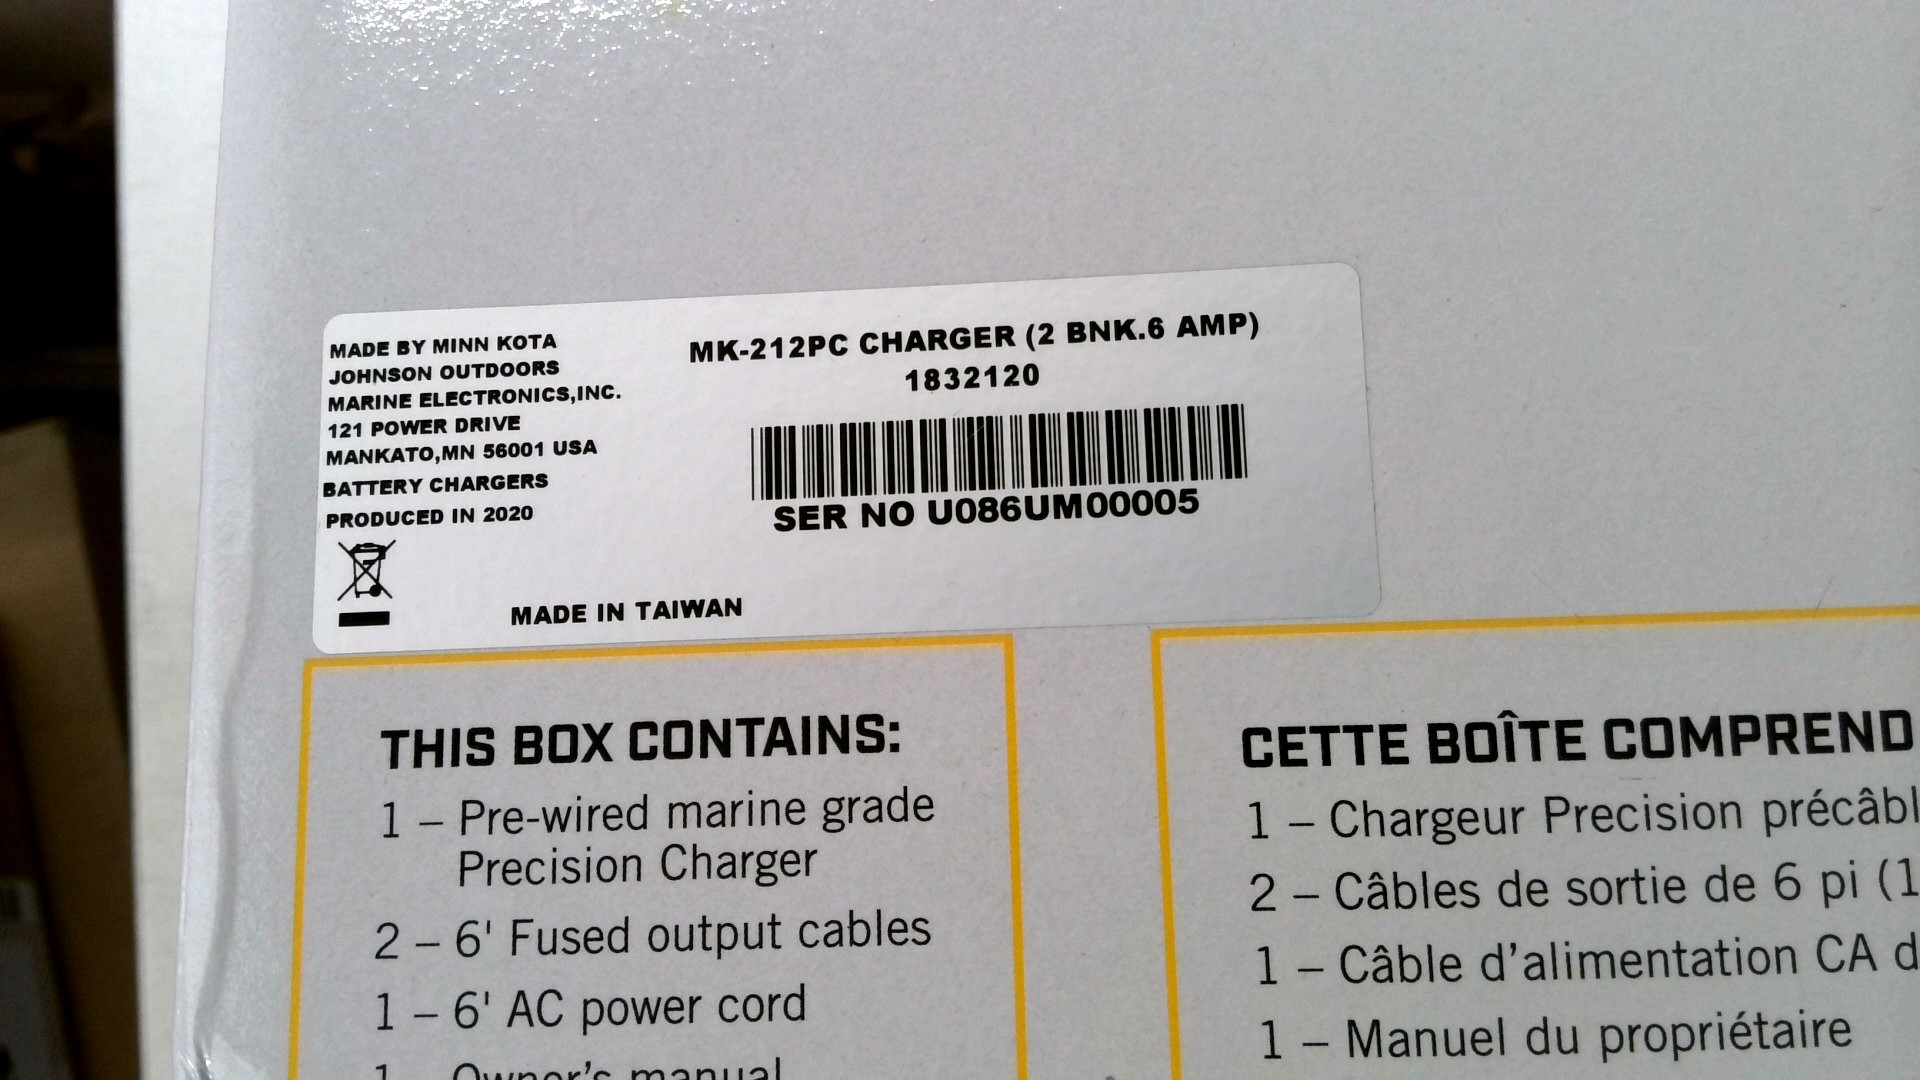 MADE BY MINN KOTA
JOHNSON OUTDOORS
MARINE ELECTRONICS,INC.
121 POWER DRIVE
MANKATO,MN 56001 USA
BATTERY CHARGERS
PRODUCED IN 2020
MK-212PC CHARGER (2 BNK.6 AMP)
1832120
SER NO U086UM00005
MADE IN TAIWAN
THIS BOX CONTAINS:
1 – Pre-wired marine grade
Precision Charger
2 – 6' Fused output cables
1 – 6' AC power cord
1 – Owner's manual
CETTE BOÎTE COMPREND
1 – Chargeur Precision
2 – Câbles de sortie de 6 pi (1
1 – Câble d'alimentation CA
1 – Manuel du propriétaire